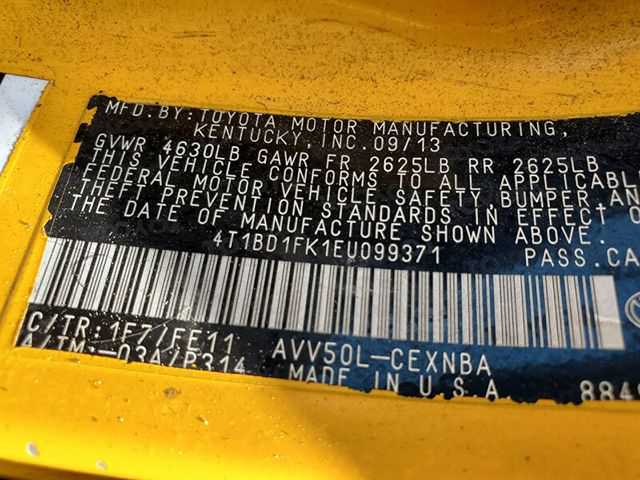 MFD.BY:TOYOTA MOTOR MANUFACTURING,
KENTUCKY,INC.09/13
GVWR 4630LB GAWR FR 2625LB RR 2625LB
THIS VEHICLE CONFORMS TO ALL APPLICABLE
FEDERAL MOTOR VEHICLE SAFETY,BUMPER,AN
THEFT PREVENTION STANDARDS IN EFFECT O
THE DATE OF MANUFACTURE SHOWN ABOVE.
4T1BD1FK1EU099371 PASS.CA
C/TR:1F7/FE11 AVV50L-CEXNBA
A/TM:-03A/P314 MADE IN U.S.A 884